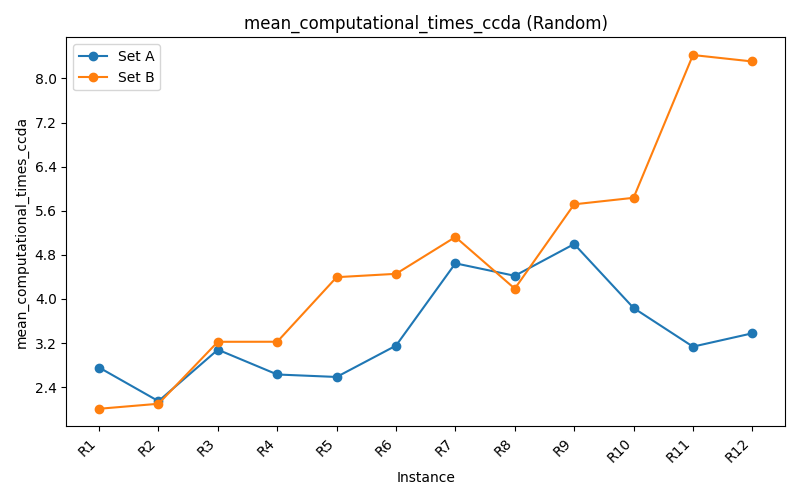 mean_computational_times_ccda (Random)
Set A
Set B
mean_computational_times_ccda
8.0
7.2
6.4
5.6
4.8
4.0
3.2
2.4
R1 R2 R3 R4 R5 R6 R7 R8 R9 R10 R11 R12
Instance